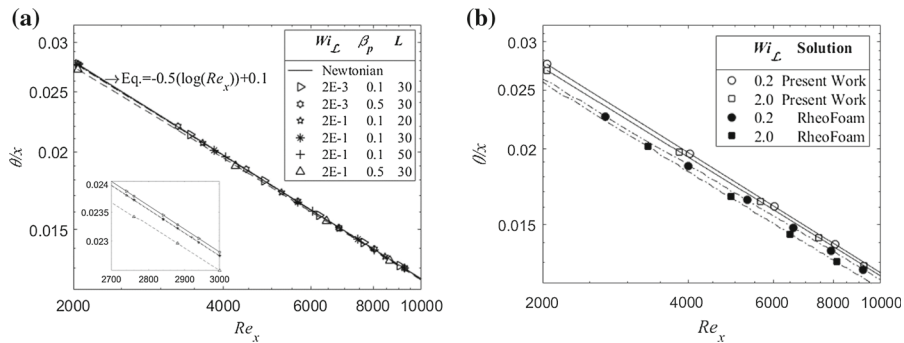 (a)
θ/x
0.03
0.025
0.02
0.015
→Eq.=-0.5(log(Re_x))+0.1
Wi_ℒ β_p L
Newtonian
2E-3 0.1 30
2E-3 0.5 30
2E-1 0.1 20
2E-1 0.1 30
2E-1 0.1 50
2E-1 0.5 30
0.024
0.0235
0.023
2700 2800 2900 3000
2000 4000 6000 8000 10000
Re_x
(b)
θ/x
0.03
0.025
0.02
0.015
Wi_ℒ Solution
0.2 Present Work
2.0 Present Work
0.2 RheoFoam
2.0 RheoFoam
2000 4000 6000 8000 10000
Re_x